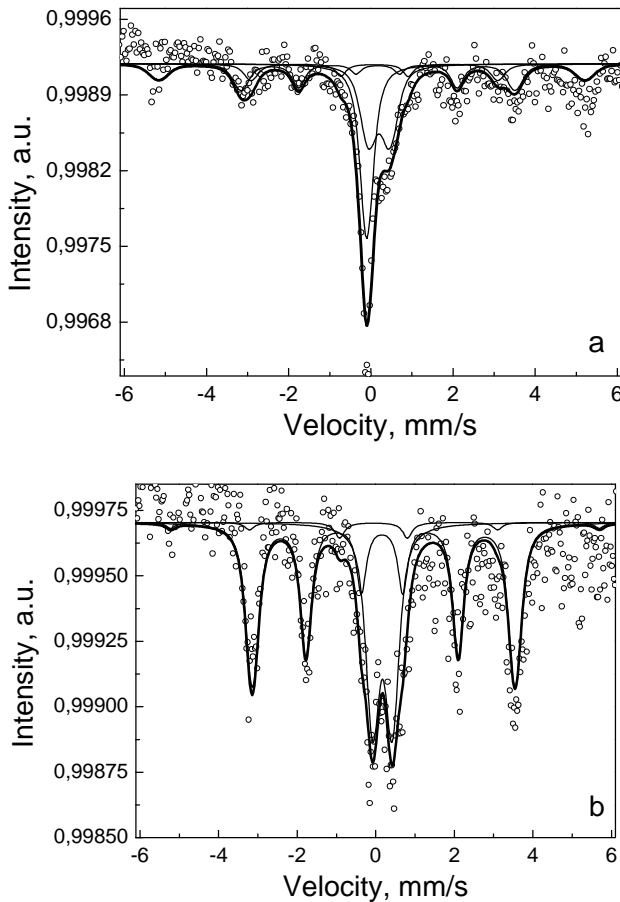 0,9996
0,9989
0,9982
0,9975
0,9968
Intensity, a.u.
a
-6 -4 -2 0 2 4 6
Velocity, mm/s
0,99975
0,99950
0,99925
0,99900
0,99875
0,99850
Intensity, a.u.
b
-6 -4 -2 0 2 4 6
Velocity, mm/s